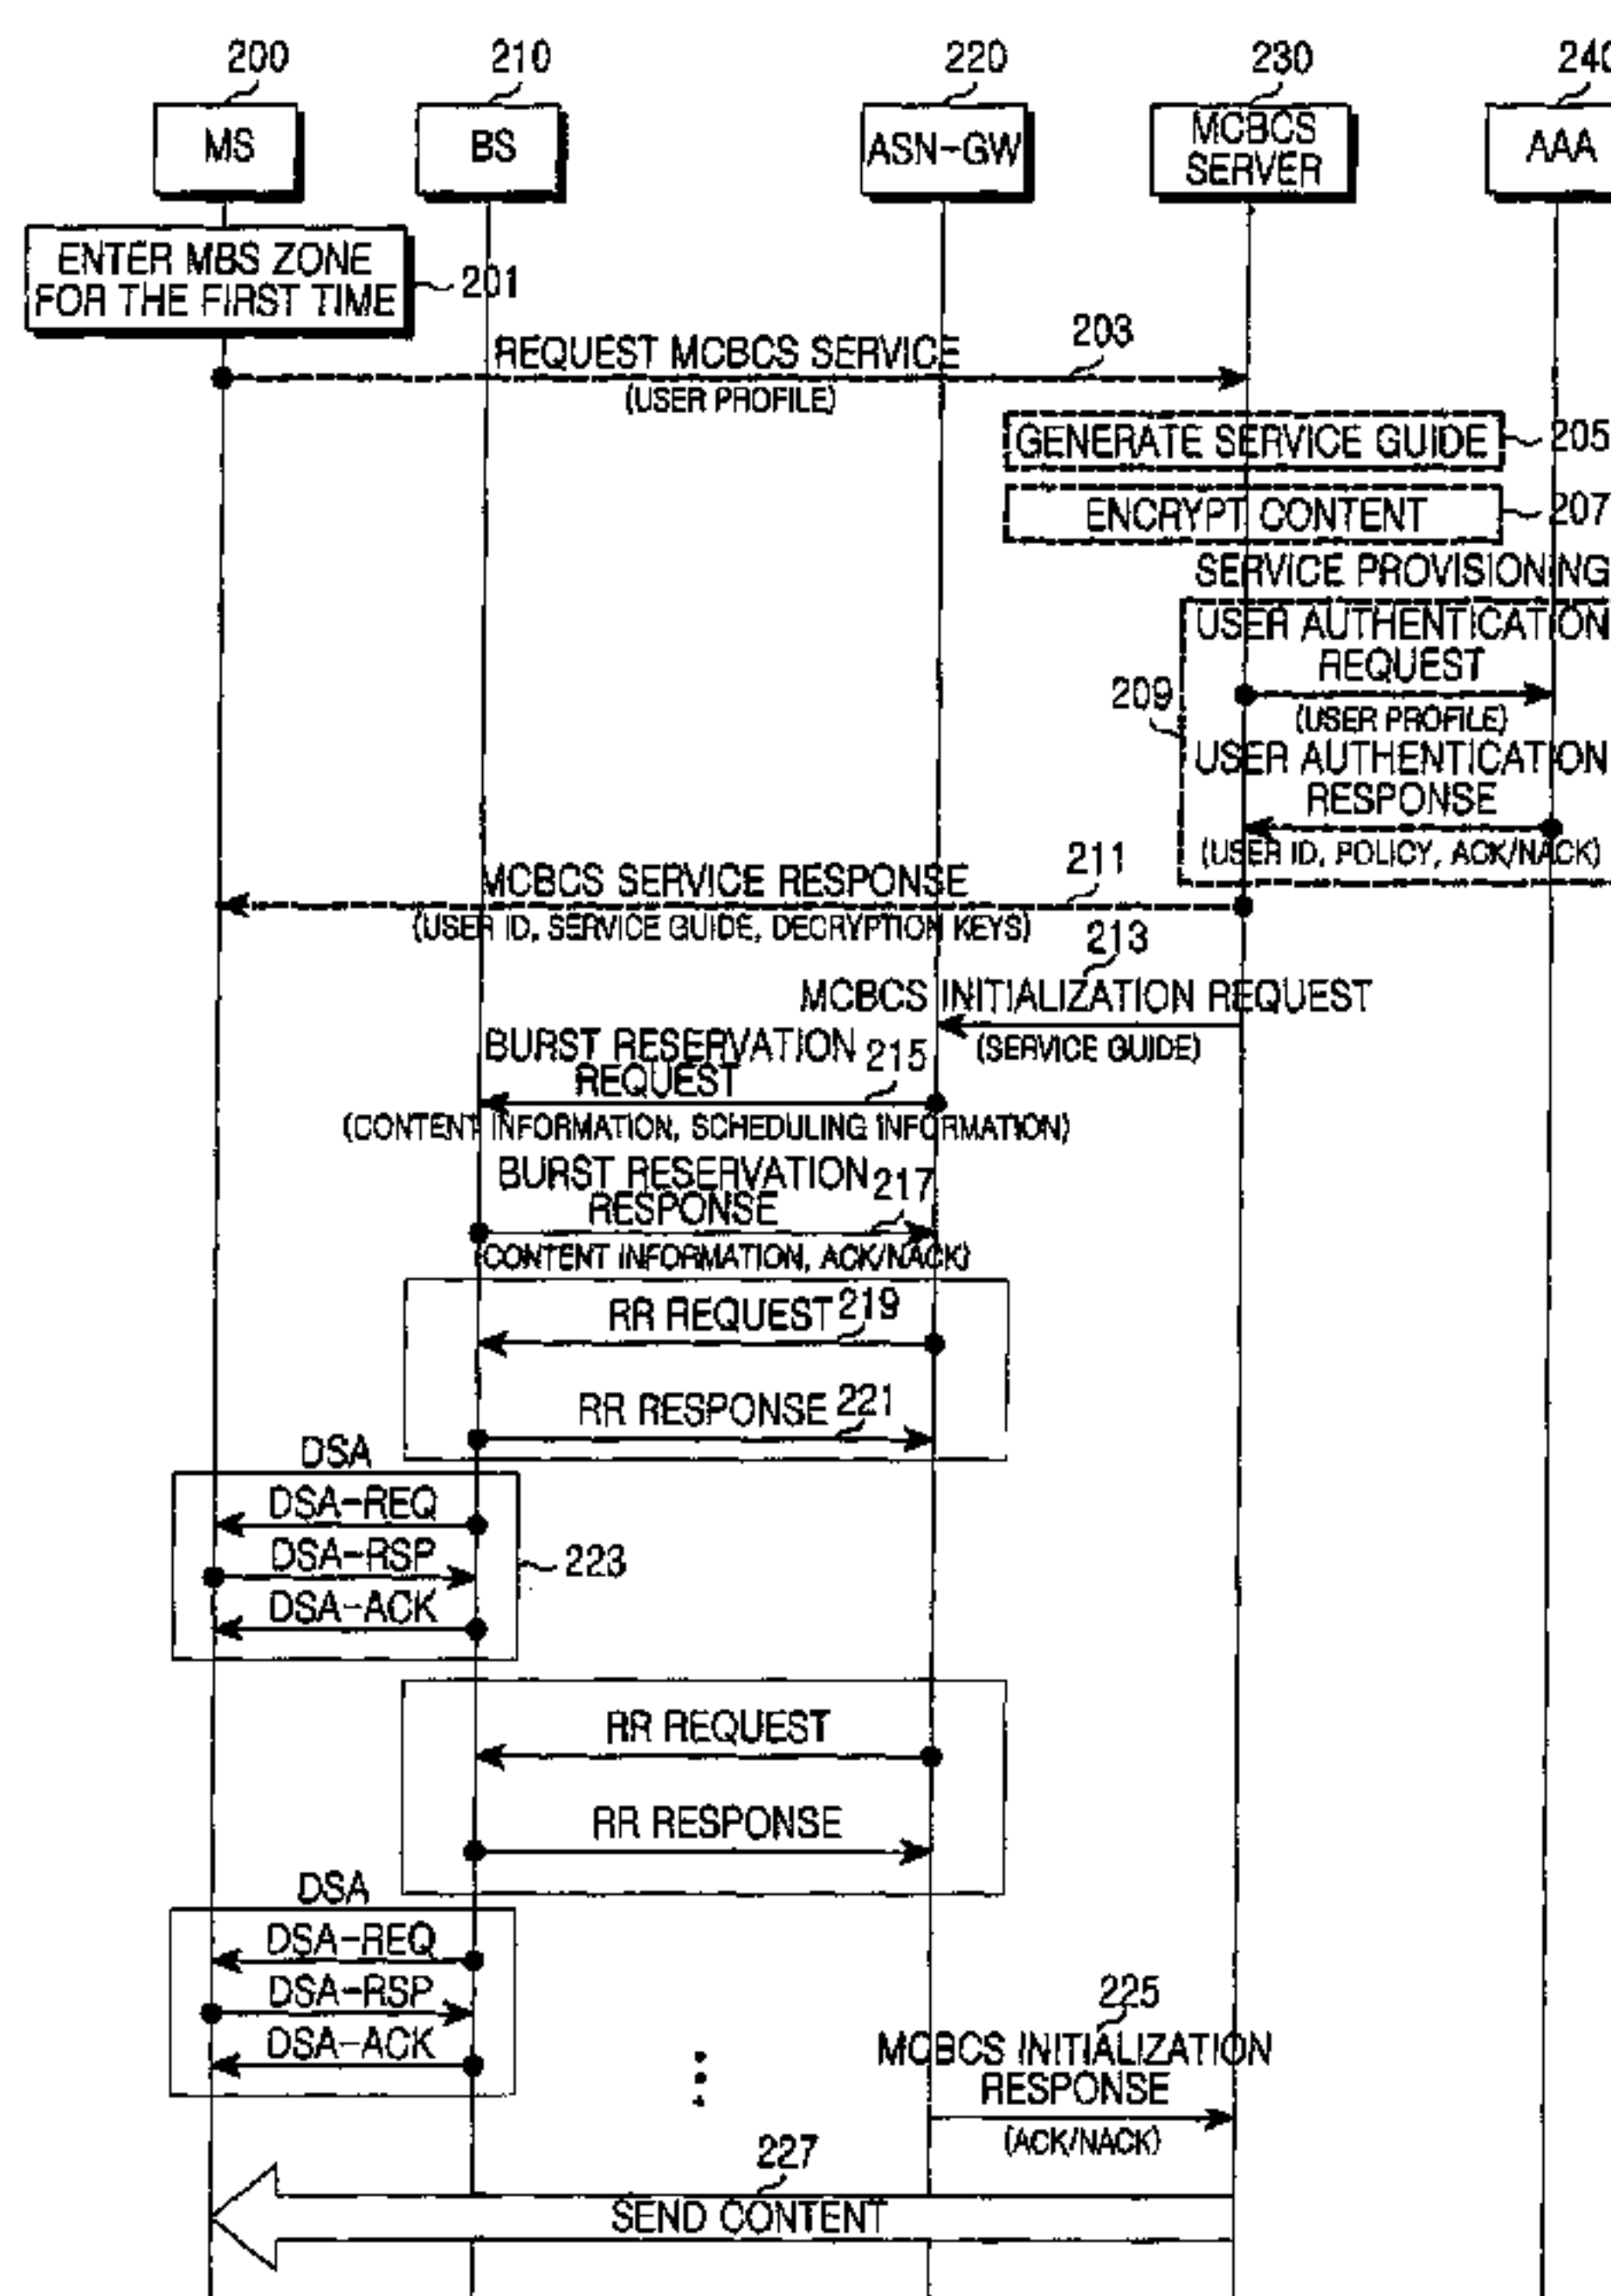 200 210 220 230 240
MS BS ASN-GW MCBCS SERVER AAA
ENTER MBS ZONE
FOR THE FIRST TIME
201
REQUEST MCBCS SERVICE
203
(USER PROFILE)
GENERATE SERVICE GUIDE
205
ENCRYPT CONTENT
207
SERVICE PROVISIONING
USER AUTHENTICATION
REQUEST
209
(USER PROFILE)
USER AUTHENTICATION
RESPONSE
(USER ID, POLICY, ACK/NACK)
MCBCS SERVICE RESPONSE
211
(USER ID, SERVICE GUIDE, DECRYPTION KEYS)
213
MCBCS INITIALIZATION REQUEST
(SERVICE GUIDE)
BURST RESERVATION
REQUEST
215
(CONTENT INFORMATION, SCHEDULING INFORMATION)
BURST RESERVATION
RESPONSE
217
(CONTENT INFORMATION, ACK/NACK)
RR REQUEST
219
RR RESPONSE
221
DSA
DSA-REQ
DSA-RSP
223
DSA-ACK
RR REQUEST
RR RESPONSE
DSA
DSA-REQ
DSA-RSP
DSA-ACK
225
MCBCS INITIALIZATION
RESPONSE
(ACK/NACK)
227
SEND CONTENT